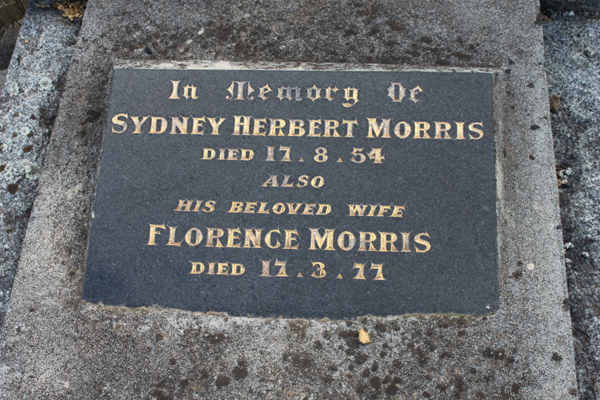 In Memory Of
SYDNEY HERBERT MORRIS
DIED 17.8.54
ALSO
HIS BELOVED WIFE
FLORENCE MORRIS
DIED 17.3.77